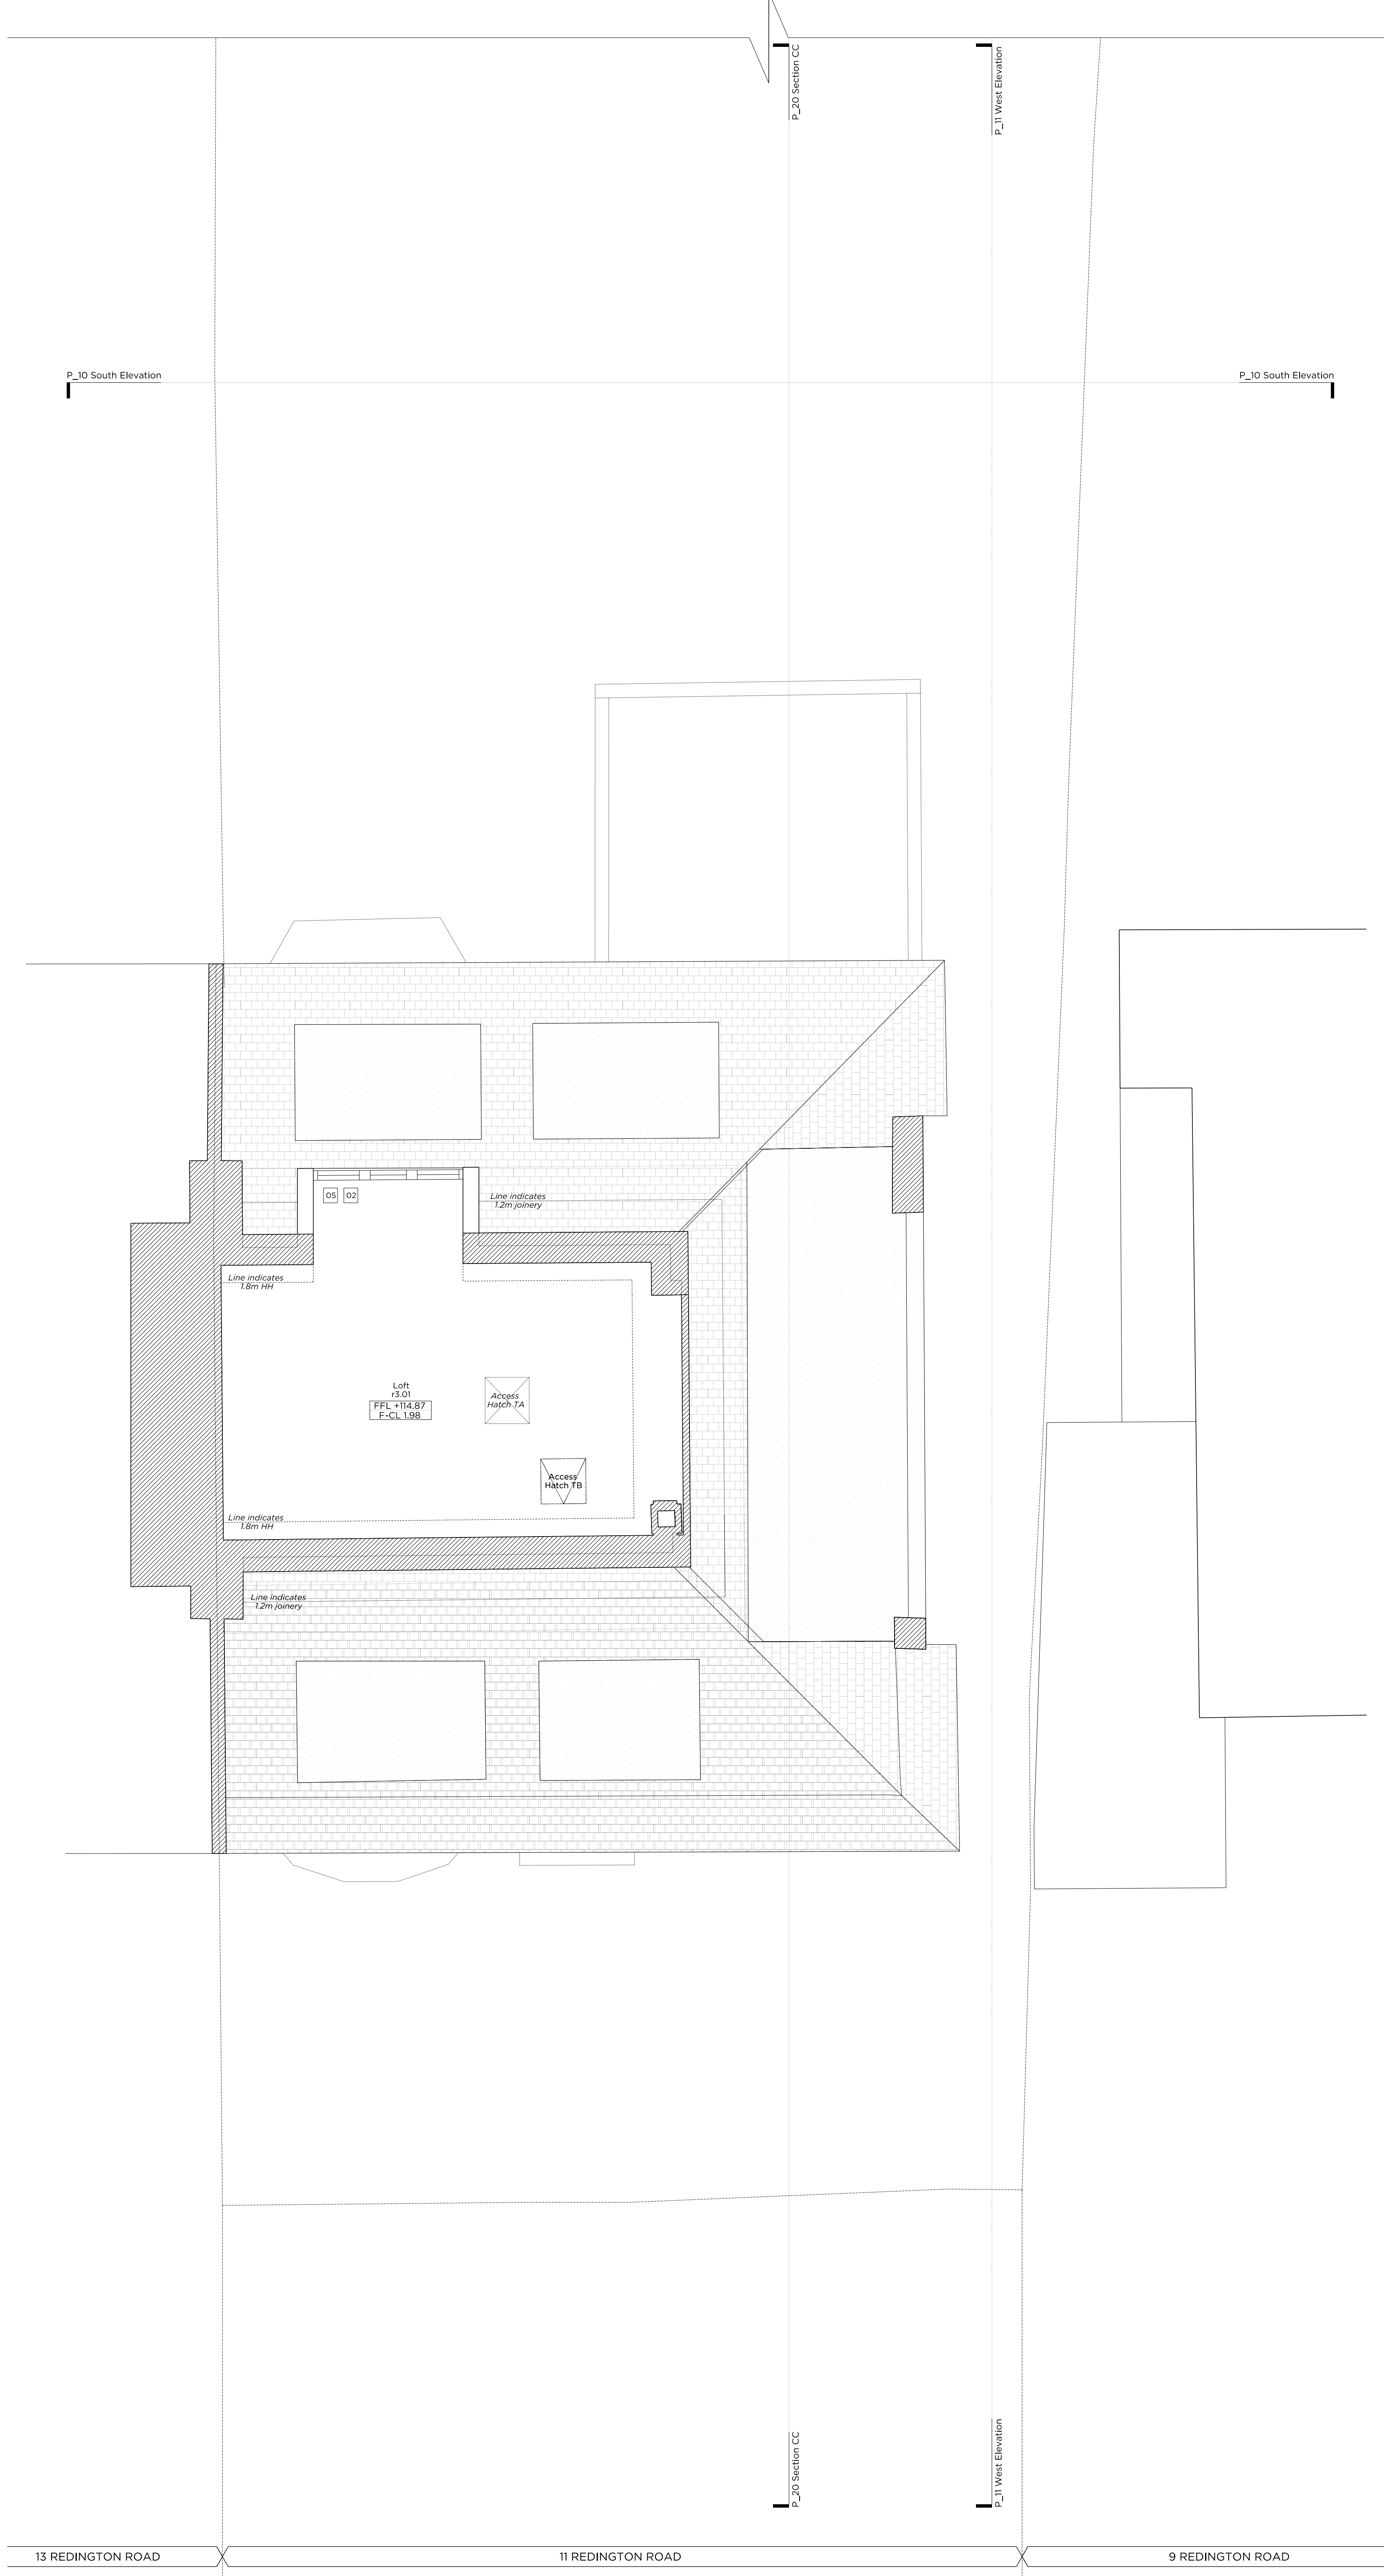 P_20 Section CC
P_11 West Elevation
P_10 South Elevation
P_10 South Elevation
05
02
Line indicates
1.2m joinery
Line indicates
1.8m HH
Loft
r3.01
FFL +114.87
F-CL 1.98
Access
Hatch TA
Access
Hatch TB
Line indicates
1.8m HH
Line indicates
1.2m joinery
P_20 Section CC
P_11 West Elevation
13 REDINGTON ROAD
11 REDINGTON ROAD
9 REDINGTON ROAD